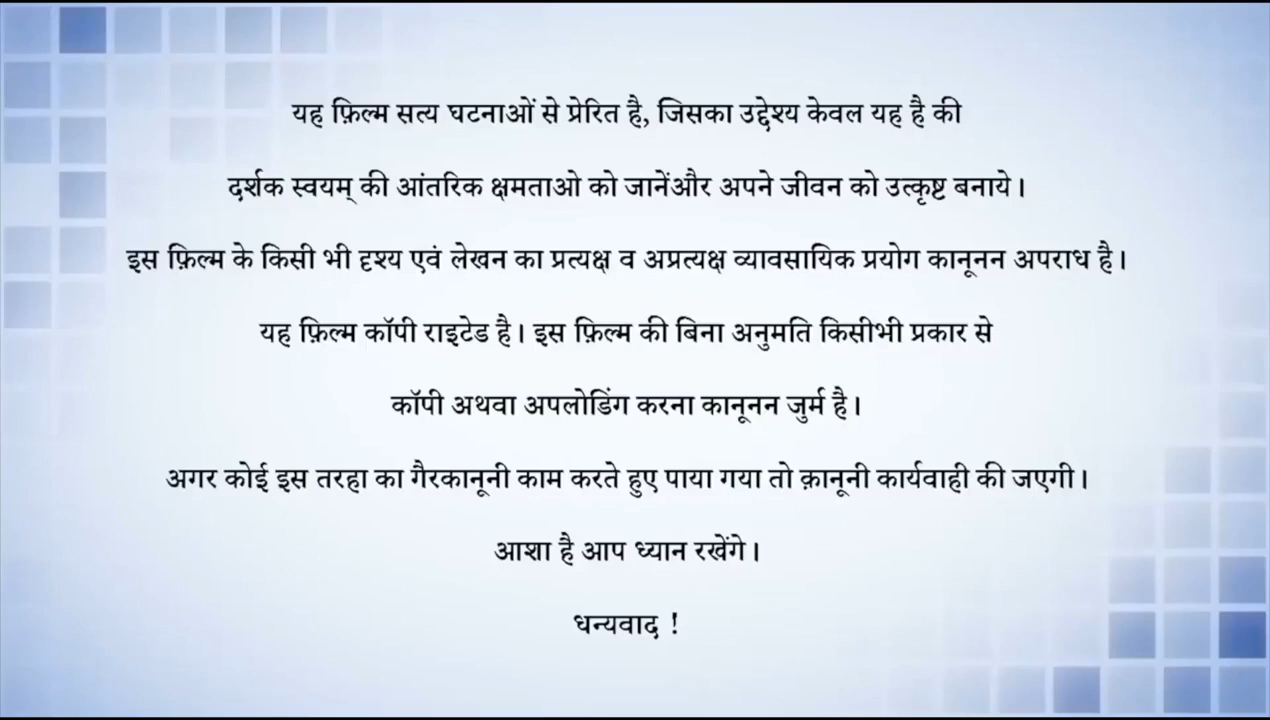 यह फ़िल्म सत्य घटनाओं से प्रेरित है, जिसका उद्देश्य केवल यह है की
दर्शक स्वयम् की आंतरिक क्षमताओ को जानेंऔर अपने जीवन को उत्कृष्ट बनाये।
इस फ़िल्म के किसी भी दृश्य एवं लेखन का प्रत्यक्ष व अप्रत्यक्ष व्यावसायिक प्रयोग कानूनन अपराध है।
यह फ़िल्म कॉपी राइटेड है। इस फ़िल्म की बिना अनुमति किसीभी प्रकार से
कॉपी अथवा अपलोडिंग करना कानूनन जुर्म है।
अगर कोई इस तरहा का गैरकानूनी काम करते हुए पाया गया तो क़ानूनी कार्यवाही की जएगी।
आशा है आप ध्यान रखेंगे।
धन्यवाद !